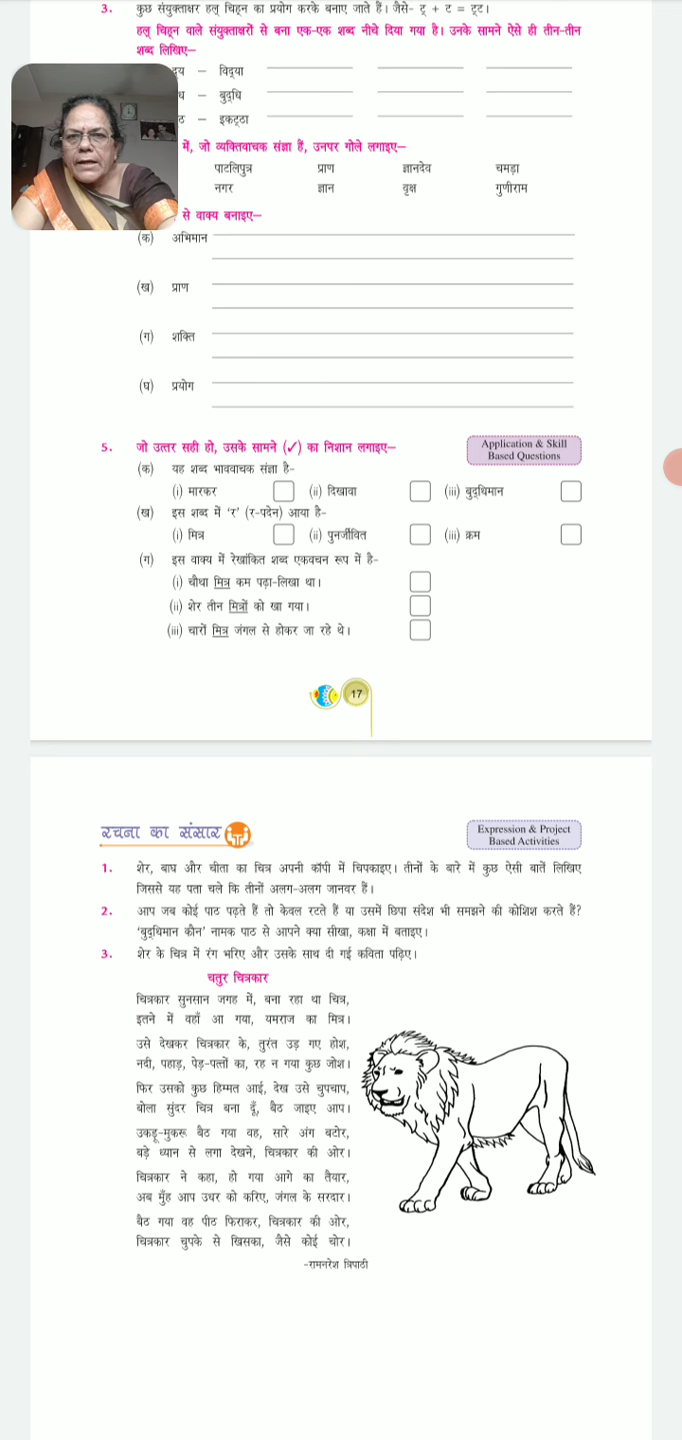 3. कुछ संयुक्ताक्षर हल् चिह्न का प्रयोग करके बनाए जाते हैं। जैसे- ट् + ट = ट्ट।
हल् चिह्न वाले संयुक्ताक्षरों से बना एक-एक शब्द नीचे दिया गया है। उनके सामने ऐसे ही तीन-तीन
शब्द लिखिए—
द्य – विद्या
ध – बुद्धि
ठ – इकट्ठा
में, जो व्यक्तिवाचक संज्ञा हैं, उनपर गोले लगाइए—
पाटलिपुत्र प्राण ज्ञानदेव चमड़ा
नगर ज्ञान वृक्ष गुणीराम
से वाक्य बनाइए—
(क) अभिमान
(ख) प्राण
(ग) शक्ति
(घ) प्रयोग
5. जो उत्तर सही हो, उसके सामने (✓) का निशान लगाइए—
Application & Skill
Based Questions
(क) यह शब्द भाववाचक संज्ञा है-
(i) मारकर (ii) दिखावा (iii) बुद्धिमान
(ख) इस शब्द में ‘र’ (र-पदेन) आया है-
(i) मित्र (ii) पुनर्जीवित (iii) क्रम
(ग) इस वाक्य में रेखांकित शब्द एकवचन रूप में है-
(i) चौथा मित्र कम पढ़ा-लिखा था।
(ii) शेर तीन मित्रों को खा गया।
(iii) चारों मित्र जंगल से होकर जा रहे थे।
17
रचना का संसार
Expression & Project
Based Activities
1. शेर, बाघ और चीता का चित्र अपनी कॉपी में चिपकाइए। तीनों के बारे में कुछ ऐसी बातें लिखिए
जिससे यह पता चले कि तीनों अलग-अलग जानवर हैं।
2. आप जब कोई पाठ पढ़ते हैं तो केवल रटते हैं या उसमें छिपा संदेश भी समझने की कोशिश करते हैं?
‘बुद्धिमान कौन’ नामक पाठ से आपने क्या सीखा, कक्षा में बताइए।
3. शेर के चित्र में रंग भरिए और उसके साथ दी गई कविता पढ़िए।
चतुर चित्रकार
चित्रकार सुनसान जगह में, बना रहा था चित्र,
इतने में वहाँ आ गया, यमराज का मित्र।
उसे देखकर चित्रकार के, तुरंत उड़ गए होश,
नदी, पहाड़, पेड़-पत्तों का, रह न गया कुछ जोश।
फिर उसको कुछ हिम्मत आई, देख उसे चुपचाप,
बोला सुंदर चित्र बना दूँ, बैठ जाइए आप।
उकड़ू-मुकरू बैठ गया वह, सारे अंग बटोर,
बड़े ध्यान से लगा देखने, चित्रकार की ओर।
चित्रकार ने कहा, हो गया आगे का तैयार,
अब मुँह आप उधर को करिए, जंगल के सरदार।
बैठ गया वह पीठ फिराकर, चित्रकार की ओर,
चित्रकार चुपके से खिसका, जैसे कोई चोर।
-रामनरेश त्रिपाठी